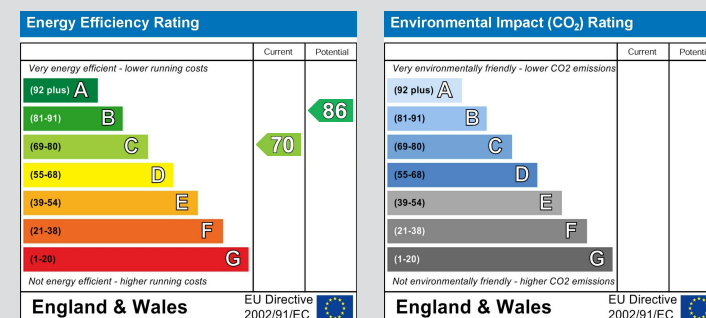 Energy Efficiency Rating
Current Potential
Very energy efficient - lower running costs
(92 plus) A
(81-91) B
86
(69-80) C
70
(55-68) D
(39-54) E
(21-38) F
(1-20) G
Not energy efficient - higher running costs
England & Wales
EU Directive
2002/91/EC
Environmental Impact (CO₂) Rating
Current Potenti
Very environmentally friendly - lower CO2 emissions
(92 plus) A
(81-91) B
(69-80) C
(55-68) D
(39-54) E
(21-38) F
(1-20) G
Not environmentally friendly - higher CO2 emissions
England & Wales
EU Directive
2002/91/EC